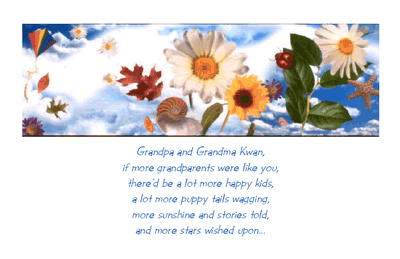 Grandpa and Grandma Kwan,
if more grandparents were like you,
there'd be a lot more happy kids,
a lot more puppy tails wagging,
more sunshine and stories told,
and more stars wished upon...